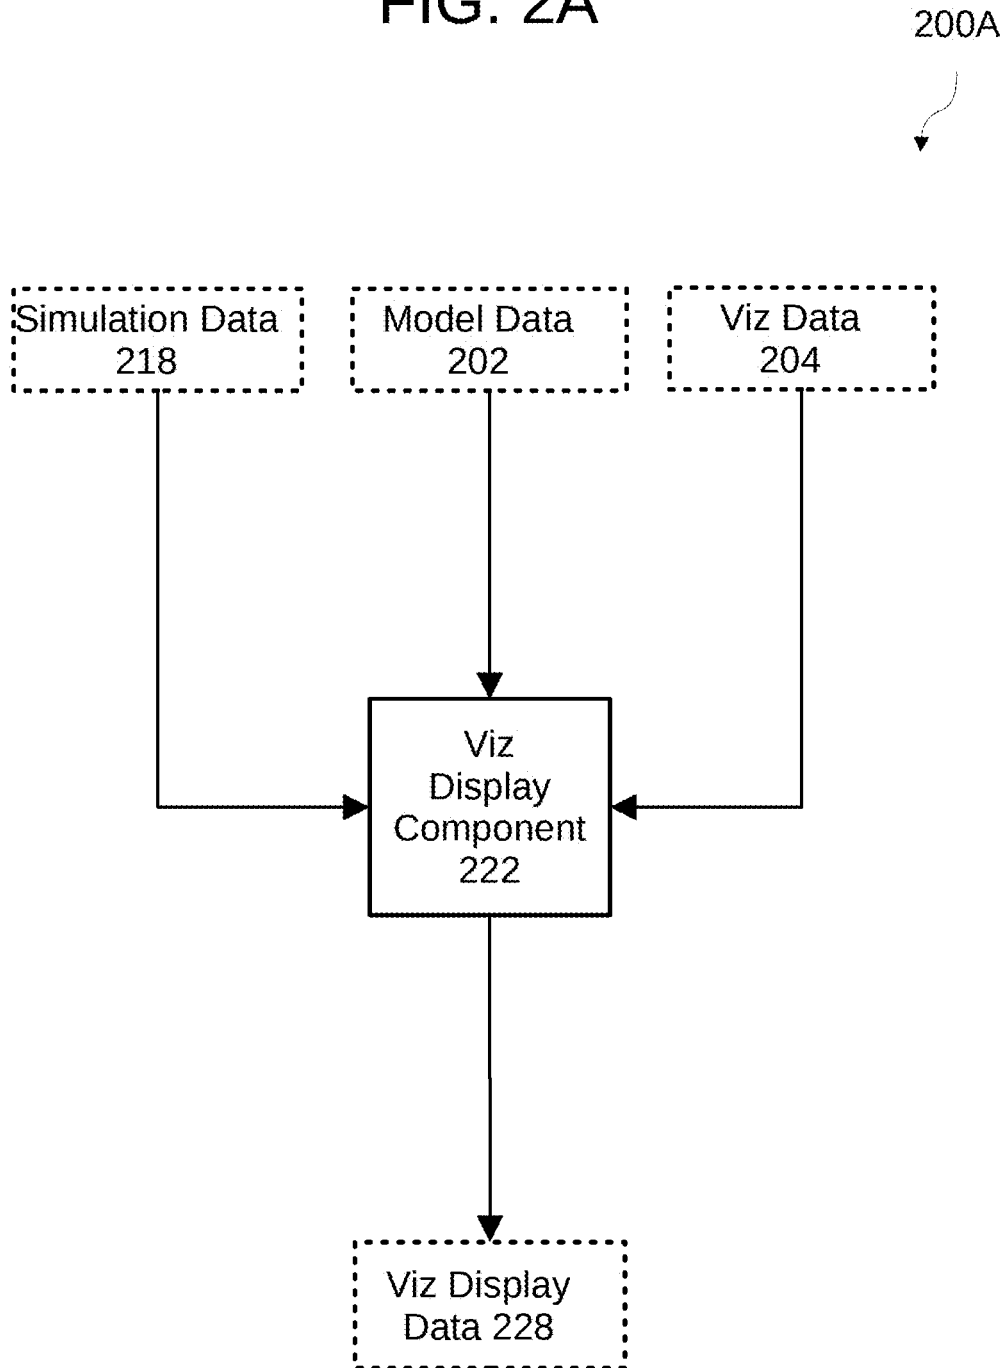 FIG. 2A
200A
Simulation Data
218
Model Data
202
Viz Data
204
Viz
Display
Component
222
Viz Display
Data 228